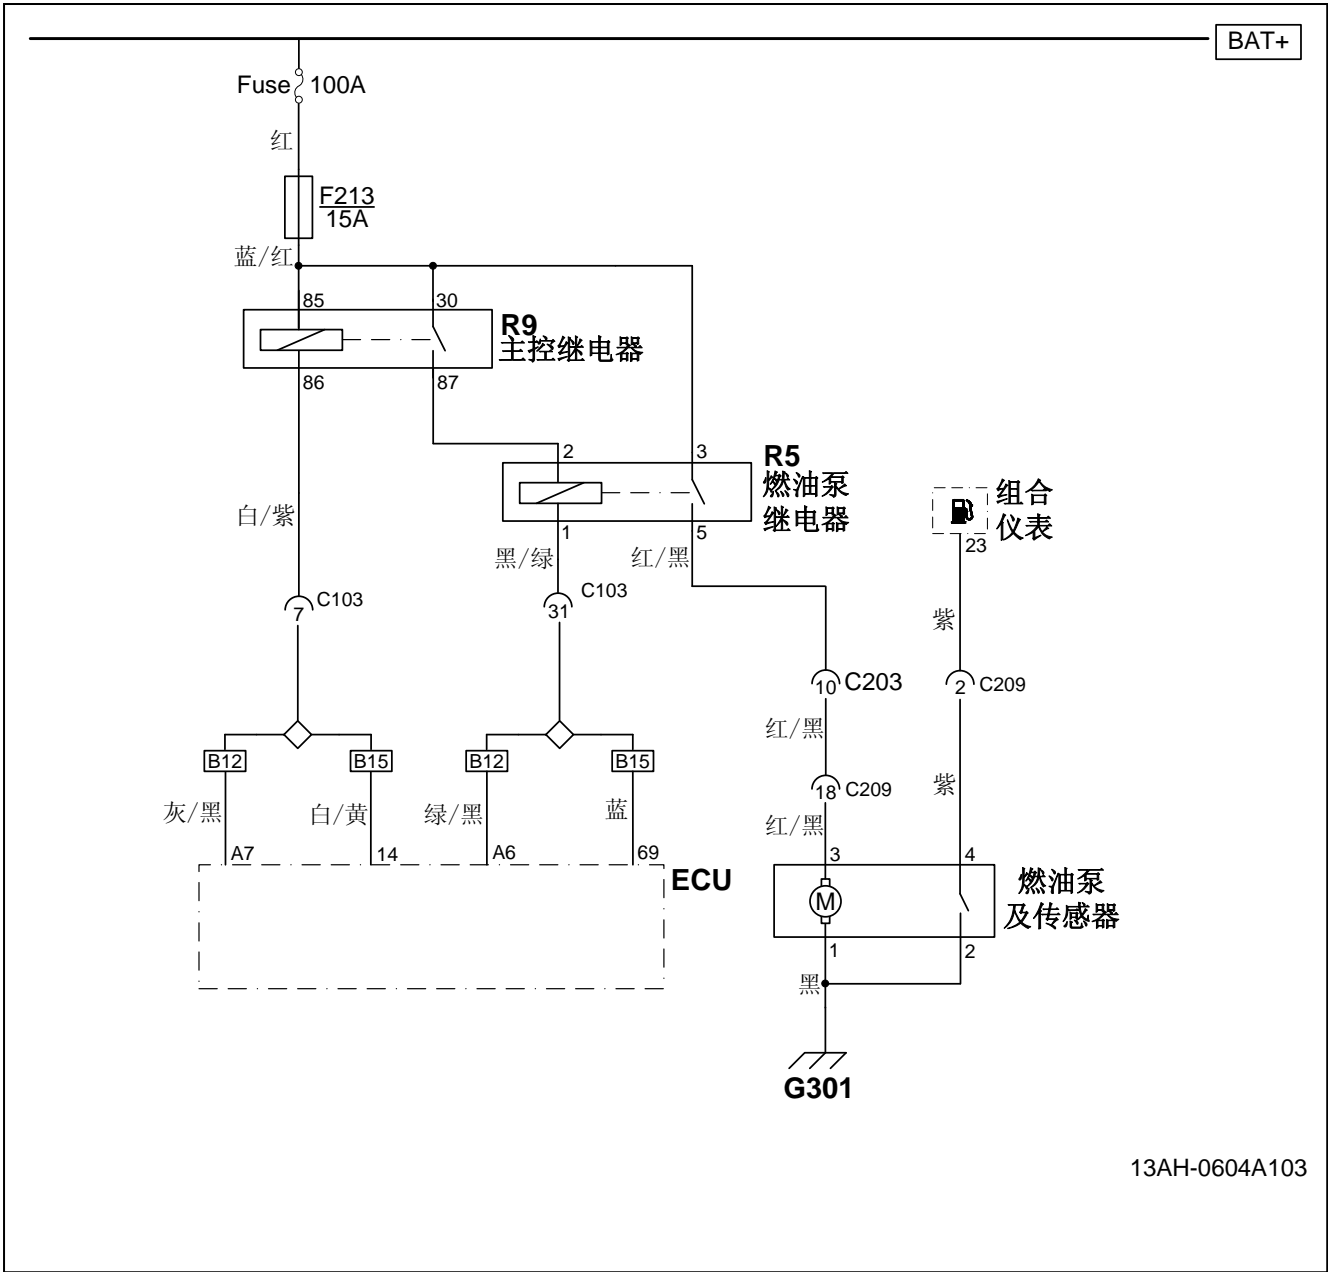 BAT+
Fuse 100A
红
F213
15A
蓝/红
85
30
R9
主控继电器
86
87
2
3
R5
燃油泵
继电器
组合
仪表
白/紫
1
5
23
黑/绿
红/黑
C103
7
C103
31
紫
10
C203
2
C209
红/黑
B12
B15
B12
B15
18
C209
紫
灰/黑
白/黄
绿/黑
蓝
红/黑
A7
14
A6
69
3
4
ECU
燃油泵
及传感器
M
1
2
黑
G301
13AH-0604A103